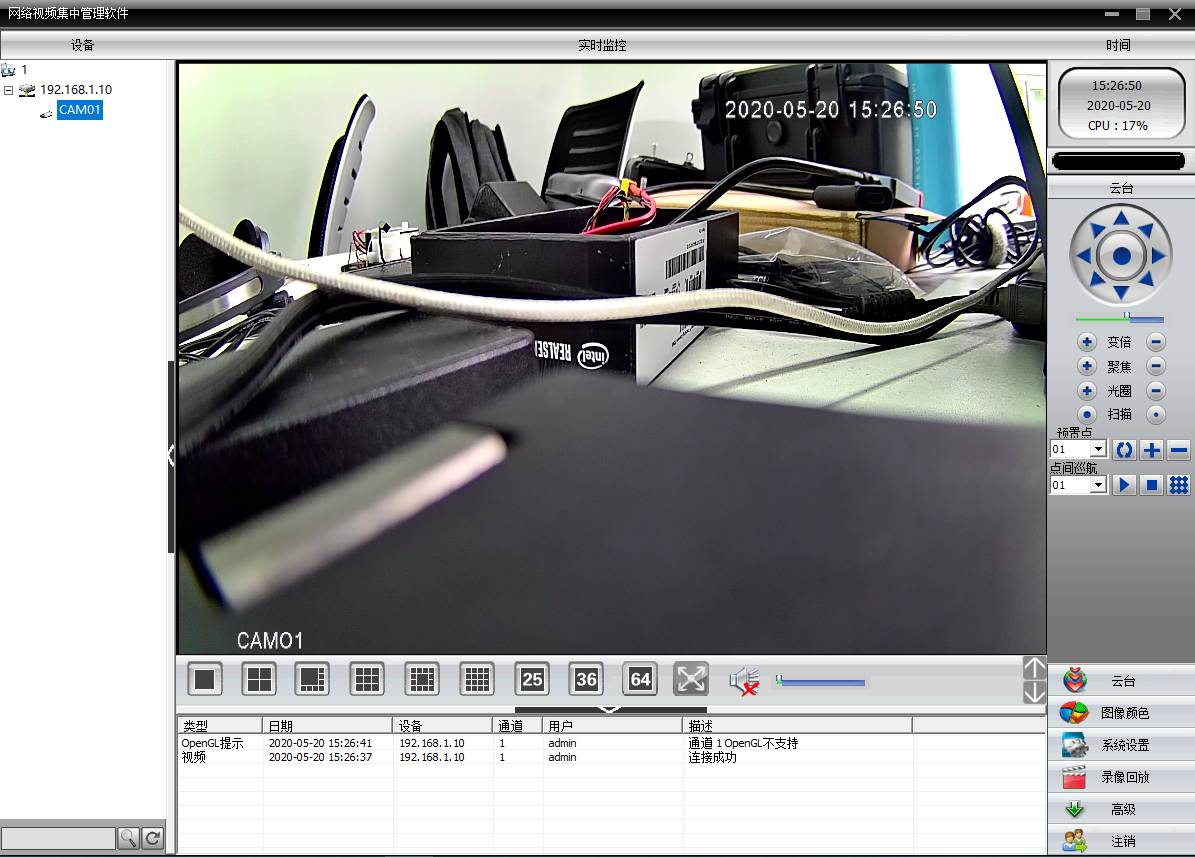 网络视频集中管理软件
设备
实时监控
时间
1
192.168.1.10
CAM01
2020-05-20 15:26:50
15:26:50
2020-05-20
CPU : 17%
云台
变倍
聚焦
光圈
扫描
预置点
01
点间巡航
01
intel
REALSE
CAM01
25
36
64
类型 日期 设备 通道 用户 描述
OpenGL提示 2020-05-20 15:26:41 192.168.1.10 1 admin 通道 1 OpenGL不支持
视频 2020-05-20 15:26:37 192.168.1.10 1 admin 连接成功
云台
图像颜色
系统设置
录像回放
高级
注销